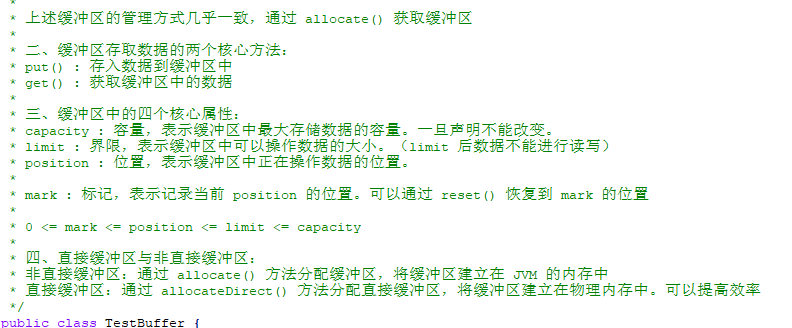 *
* 上述缓冲区的管理方式几乎一致，通过 allocate() 获取缓冲区
*
* 二、缓冲区存取数据的两个核心方法：
* put() : 存入数据到缓冲区中
* get() : 获取缓冲区中的数据
*
* 三、缓冲区中的四个核心属性：
* capacity : 容量，表示缓冲区中最大存储数据的容量。一旦声明不能改变。
* limit : 界限，表示缓冲区中可以操作数据的大小。（limit 后数据不能进行读写）
* position : 位置，表示缓冲区中正在操作数据的位置。
*
* mark : 标记，表示记录当前 position 的位置。可以通过 reset() 恢复到 mark 的位置
*
* 0 <= mark <= position <= limit <= capacity
*
* 四、直接缓冲区与非直接缓冲区：
* 非直接缓冲区：通过 allocate() 方法分配缓冲区，将缓冲区建立在 JVM 的内存中
* 直接缓冲区：通过 allocateDirect() 方法分配直接缓冲区，将缓冲区建立在物理内存中。可以提高效率
*/
public class TestBuffer {